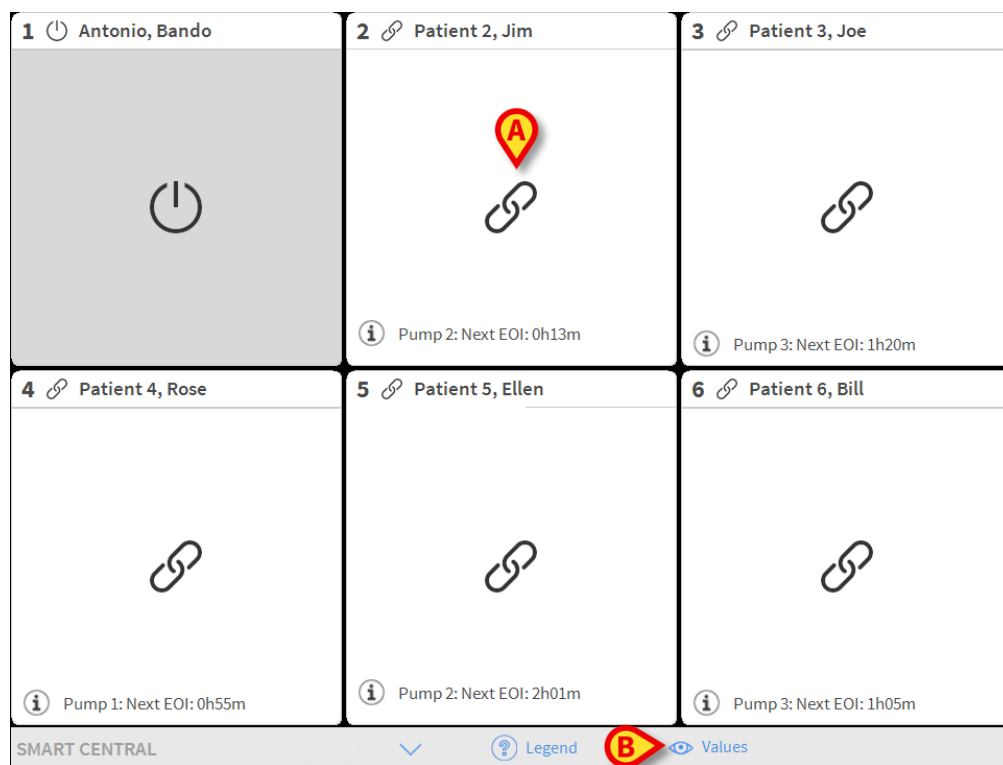 1 Antonio, Bando
2 Patient 2, Jim
3 Patient 3, Joe
A
Pump 2: Next EOI: 0h13m
Pump 3: Next EOI: 1h20m
4 Patient 4, Rose
5 Patient 5, Ellen
6 Patient 6, Bill
Pump 1: Next EOI: 0h55m
Pump 2: Next EOI: 2h01m
Pump 3: Next EOI: 1h05m
SMART CENTRAL
Legend
B
Values